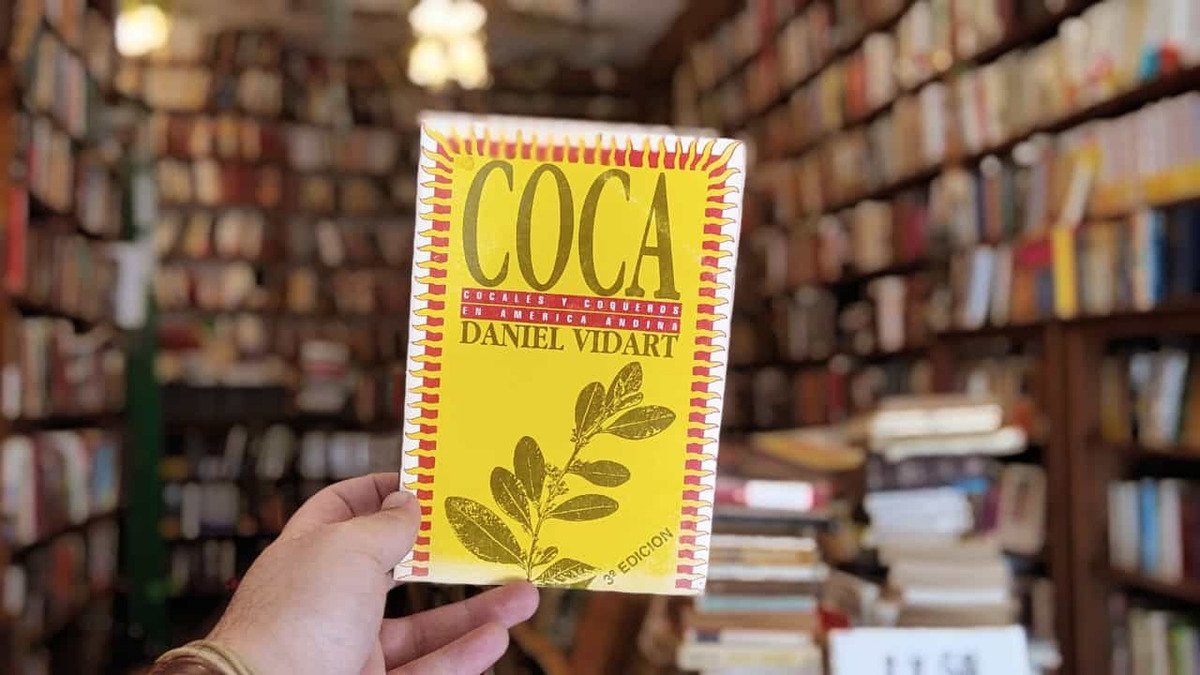 COCA
COCALES Y COQUEROS
EN AMERICA ANDINA
DANIEL VIDART
3ª EDICION